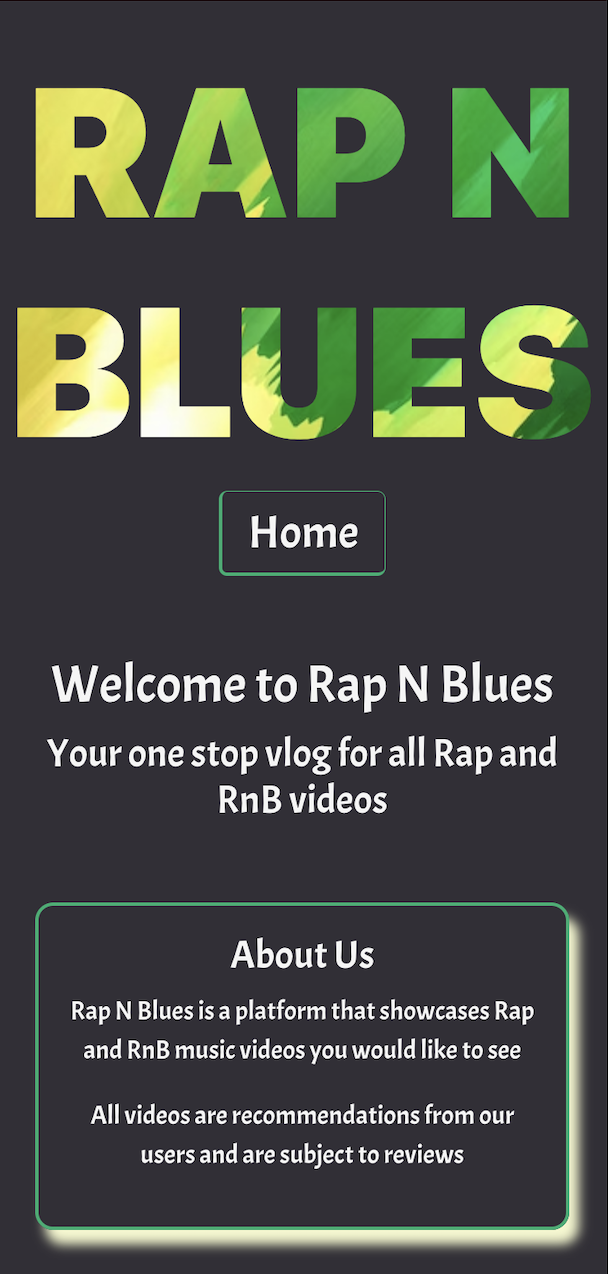 RAP N
BLUES
Home
Welcome to Rap N Blues
Your one stop vlog for all Rap and
RnB videos
About Us
Rap N Blues is a platform that showcases Rap
and RnB music videos you would like to see
All videos are recommendations from our
users and are subject to reviews